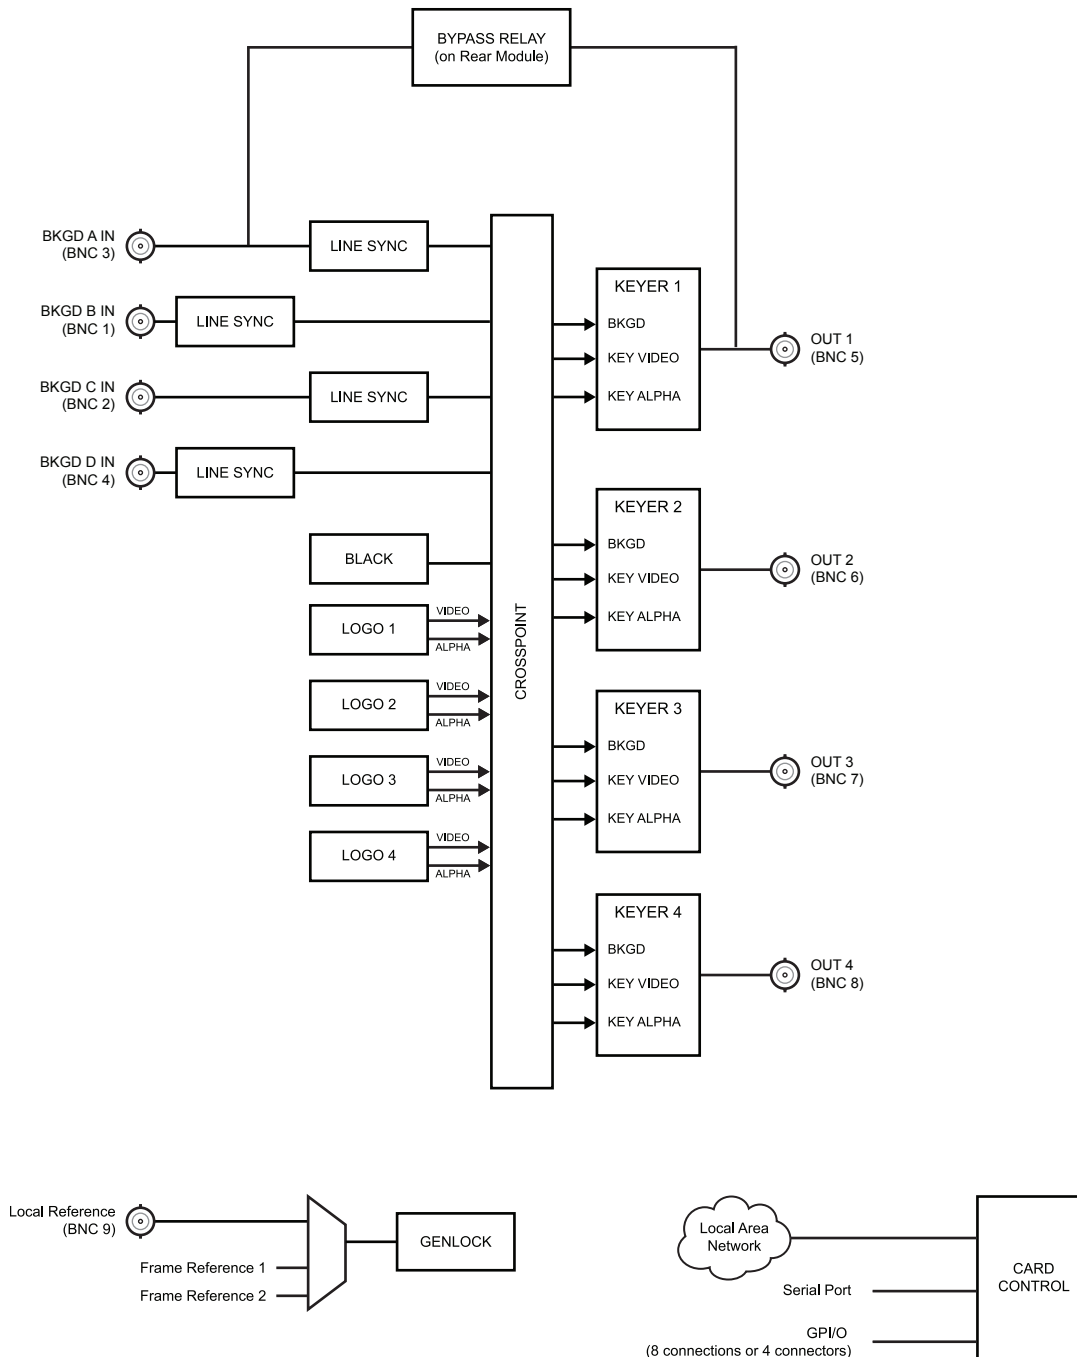 BYPASS RELAY
(on Rear Module)
BKGD A IN
(BNC 3)
LINE SYNC
BKGD B IN
(BNC 1)
LINE SYNC
BKGD C IN
(BNC 2)
LINE SYNC
BKGD D IN
(BNC 4)
LINE SYNC
BLACK
LOGO 1
VIDEO
ALPHA
LOGO 2
VIDEO
ALPHA
LOGO 3
VIDEO
ALPHA
LOGO 4
VIDEO
ALPHA
CROSSPOINT
KEYER 1
BKGD
KEY VIDEO
KEY ALPHA
OUT 1
(BNC 5)
KEYER 2
BKGD
KEY VIDEO
KEY ALPHA
OUT 2
(BNC 6)
KEYER 3
BKGD
KEY VIDEO
KEY ALPHA
OUT 3
(BNC 7)
KEYER 4
BKGD
KEY VIDEO
KEY ALPHA
OUT 4
(BNC 8)
Local Reference
(BNC 9)
Frame Reference 1
Frame Reference 2
GENLOCK
Local Area
Network
Serial Port
GPI/O
(8 connections or 4 connectors)
CARD
CONTROL